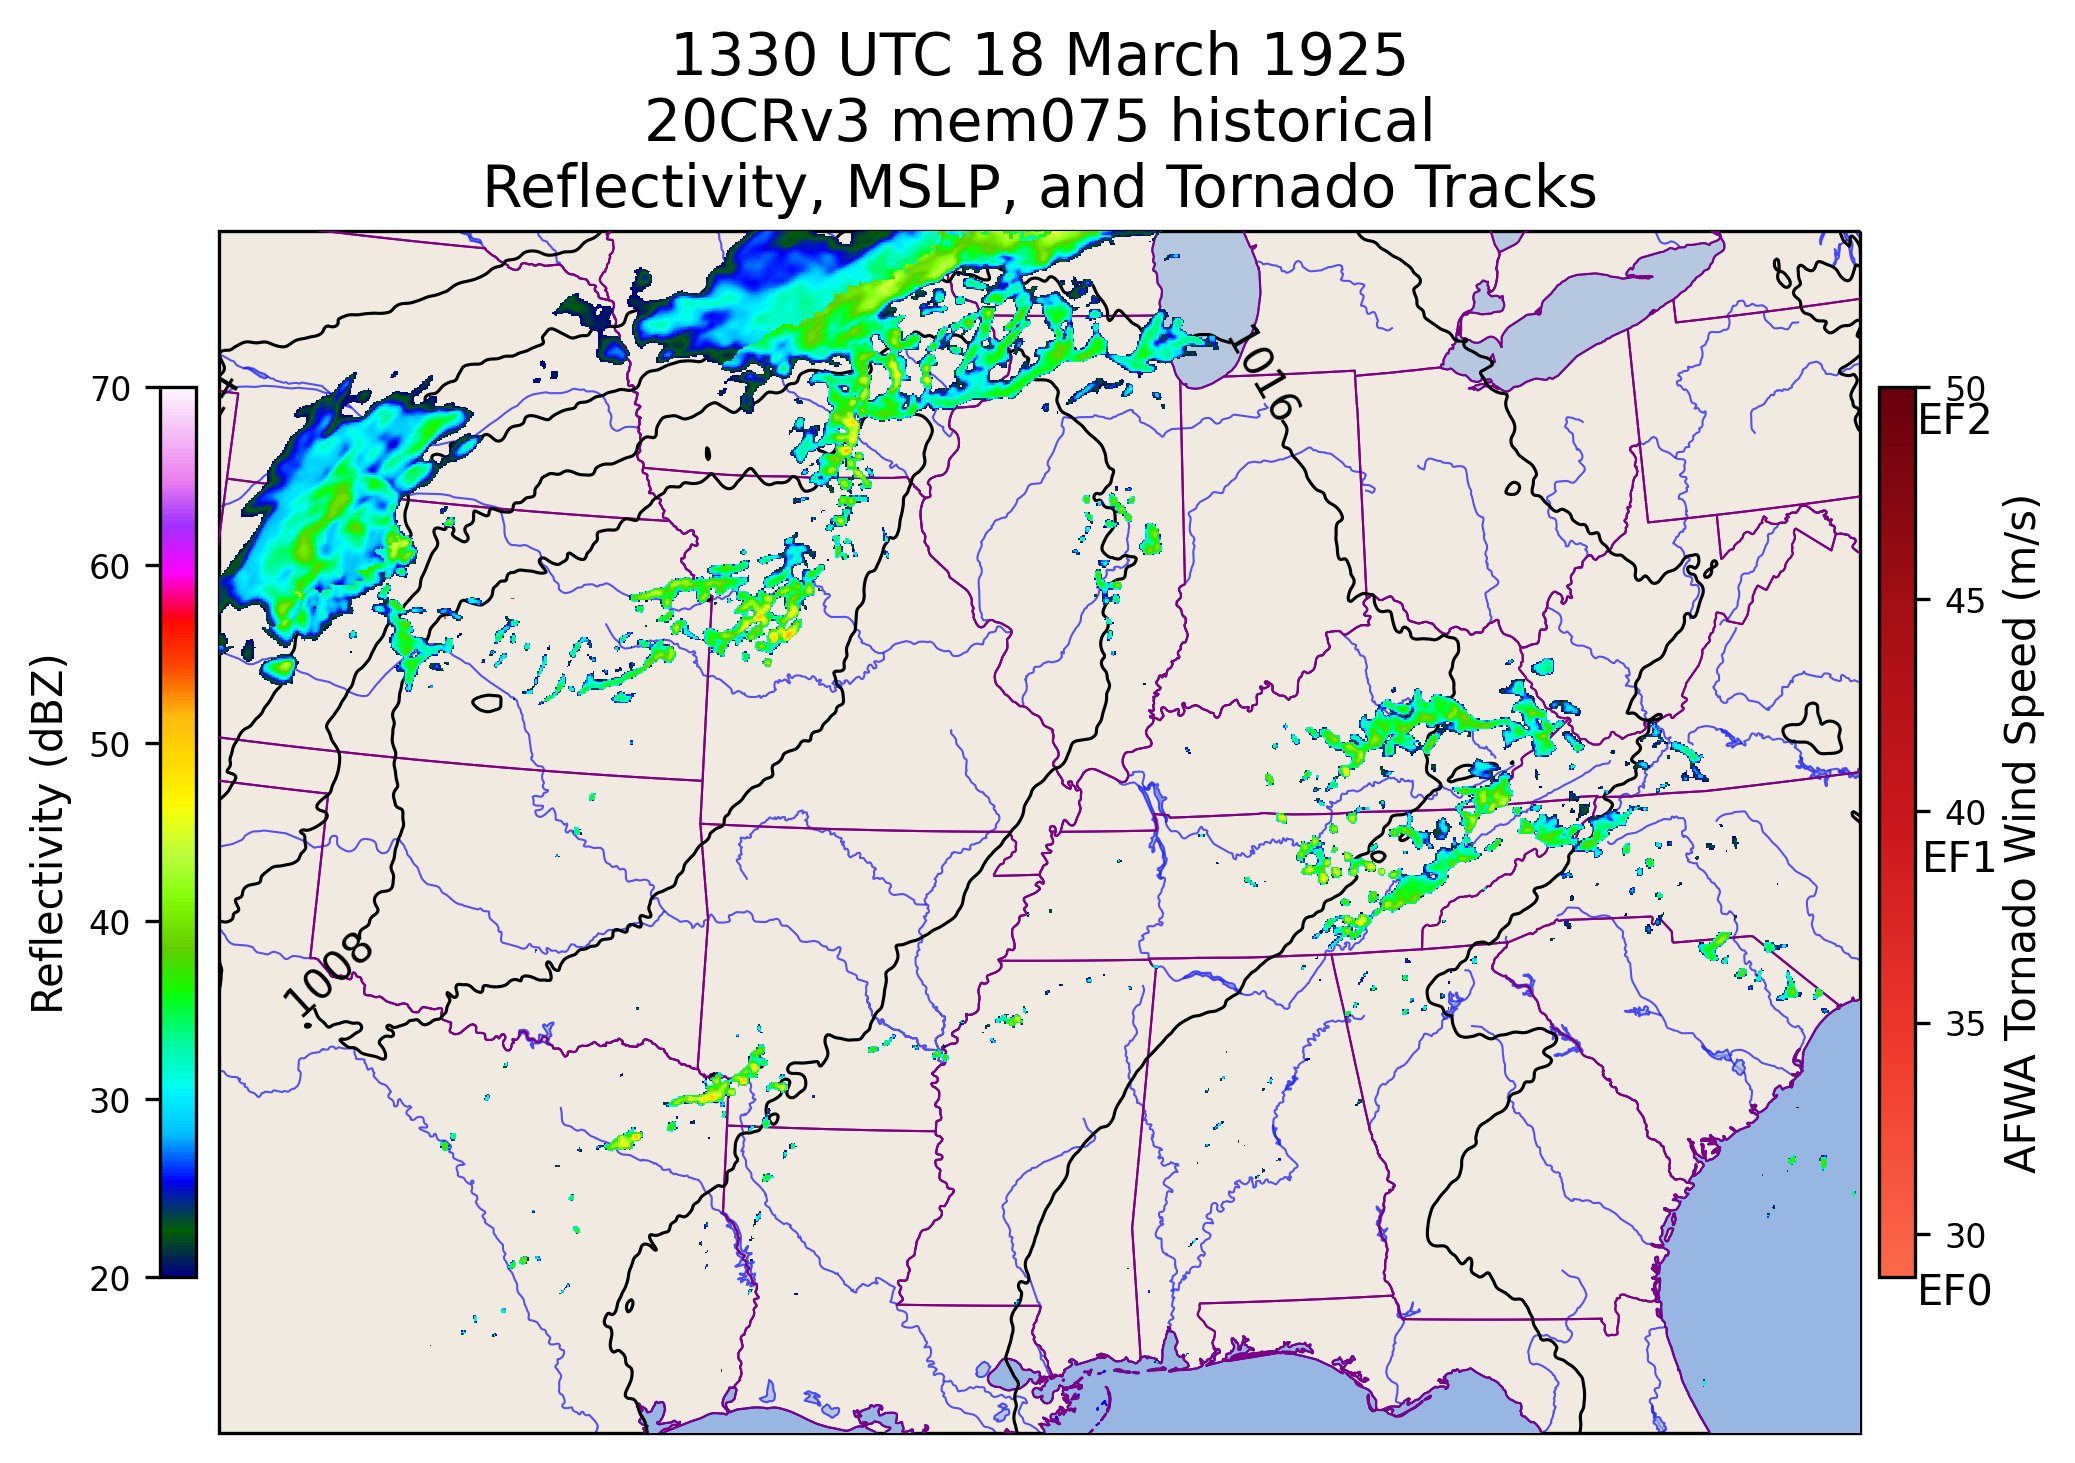 1330 UTC 18 March 1925
20CRv3 mem075 historical
Reflectivity, MSLP, and Tornado Tracks
1016
1008
70
60
50
40
30
20
Reflectivity (dBZ)
50
EF2
45
40
EF1
35
30
EF0
AFWA Tornado Wind Speed (m/s)